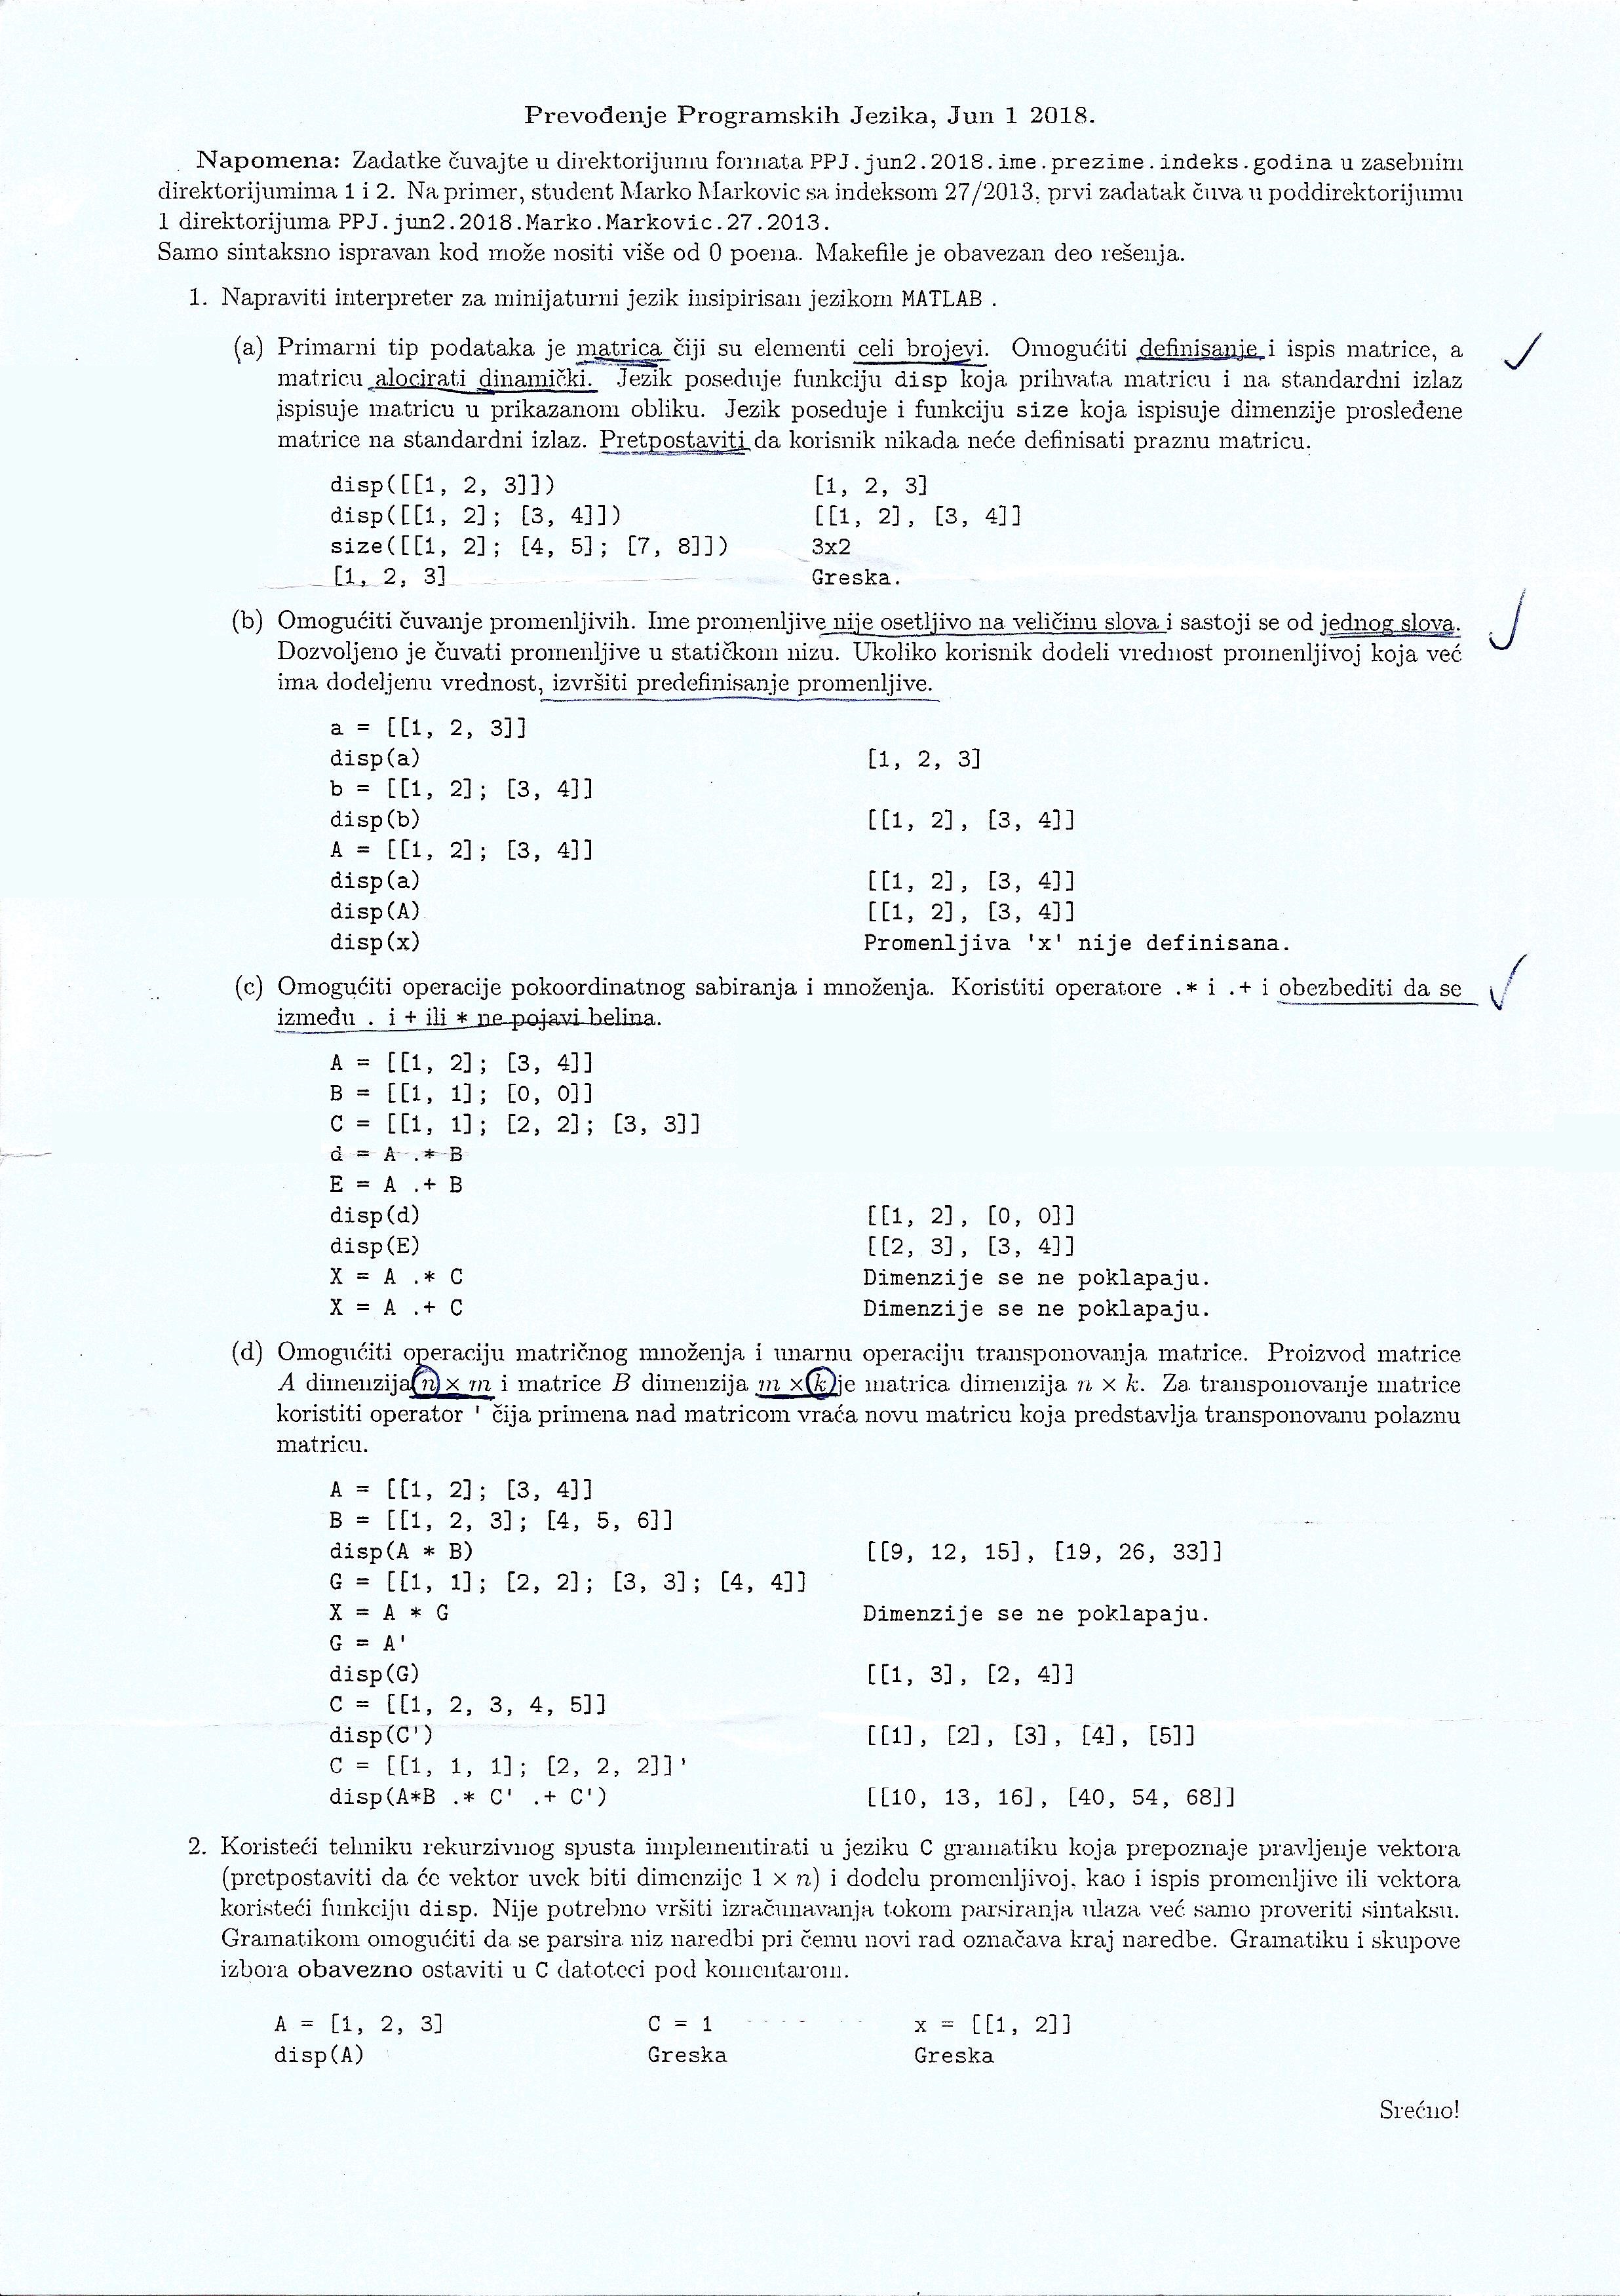 Prevođenje Programskih Jezika, Jun 1 2018.
Napomena: Zadatke čuvajte u direktorijumu formata PPJ.jun2.2018.ime.prezime.indeks.godina u zasebnim
direktorijumima 1 i 2. Na primer, student Marko Markovic sa indeksom 27/2013, prvi zadatak čuva u poddirektorijumu
1 direktorijuma PPJ.jun2.2018.Marko.Markovic.27.2013.
Samo sintaksno ispravan kod može nositi više od 0 poena. Makefile je obavezan deo rešenja.
1. Napraviti interpreter za minijaturni jezik insipirisan jezikom MATLAB .
(a) Primarni tip podataka je matrica čiji su elementi celi brojevi. Omogućiti definisanje i ispis matrice, a
matricu alocirati dinamički. Jezik poseduje funkciju disp koja prihvata matricu i na standardni izlaz
ispisuje matricu u prikazanom obliku. Jezik poseduje i funkciju size koja ispisuje dimenzije prosleđene
matrice na standardni izlaz. Pretpostaviti da korisnik nikada neće definisati praznu matricu.
disp([[1, 2, 3]]) [1, 2, 3]
disp([[1, 2]; [3, 4]]) [[1, 2], [3, 4]]
size([[1, 2]; [4, 5]; [7, 8]]) 3x2
[1, 2, 3] Greska.
(b) Omogućiti čuvanje promenljivih. Ime promenljive nije osetljivo na veličinu slova i sastoji se od jednog slova.
Dozvoljeno je čuvati promenljive u statičkom nizu. Ukoliko korisnik dodeli vrednost promenljivoj koja već
ima dodeljenu vrednost, izvršiti predefinisanje promenljive.
a = [[1, 2, 3]]
disp(a) [1, 2, 3]
b = [[1, 2]; [3, 4]]
disp(b) [[1, 2], [3, 4]]
A = [[1, 2]; [3, 4]]
disp(a) [[1, 2], [3, 4]]
disp(A) [[1, 2], [3, 4]]
disp(x) Promenljiva 'x' nije definisana.
(c) Omogućiti operacije pokoordinatnog sabiranja i množenja. Koristiti operatore .* i .+ i obezbediti da se
između . i + ili * ne pojavi belina.
A = [[1, 2]; [3, 4]]
B = [[1, 1]; [0, 0]]
C = [[1, 1]; [2, 2]; [3, 3]]
d = A .* B
E = A .+ B
disp(d) [[1, 2], [0, 0]]
disp(E) [[2, 3], [3, 4]]
X = A .* C Dimenzije se ne poklapaju.
X = A .+ C Dimenzije se ne poklapaju.
(d) Omogućiti operaciju matričnog množenja i unarnu operaciju transponovanja matrice. Proizvod matrice
A dimenzija n × m i matrice B dimenzija m × k je matrica dimenzija n × k. Za transponovanje matrice
koristiti operator ' čija primena nad matricom vraća novu matricu koja predstavlja transponovanu polaznu
matricu.
A = [[1, 2]; [3, 4]]
B = [[1, 2, 3]; [4, 5, 6]]
disp(A * B) [[9, 12, 15], [19, 26, 33]]
G = [[1, 1]; [2, 2]; [3, 3]; [4, 4]]
X = A * G Dimenzije se ne poklapaju.
G = A'
disp(G) [[1, 3], [2, 4]]
C = [[1, 2, 3, 4, 5]]
disp(C') [[1], [2], [3], [4], [5]]
C = [[1, 1, 1]; [2, 2, 2]]'
disp(A*B .* C' .+ C') [[10, 13, 16], [40, 54, 68]]
2. Koristeći tehniku rekurzivnog spusta implementirati u jeziku C gramatiku koja prepoznaje pravljenje vektora
(pretpostaviti da će vektor uvek biti dimenzije 1 × n) i dodelu promenljivoj, kao i ispis promenljive ili vektora
koristeći funkciju disp. Nije potrebno vršiti izračunavanja tokom parsiranja ulaza već samo proveriti sintaksu.
Gramatikom omogućiti da se parsira niz naredbi pri čemu novi rad označava kraj naredbe. Gramatiku i skupove
izbora obavezno ostaviti u C datoteci pod komentarom.
A = [1, 2, 3] C = 1 x = [[1, 2]]
disp(A) Greska Greska
Srećno!